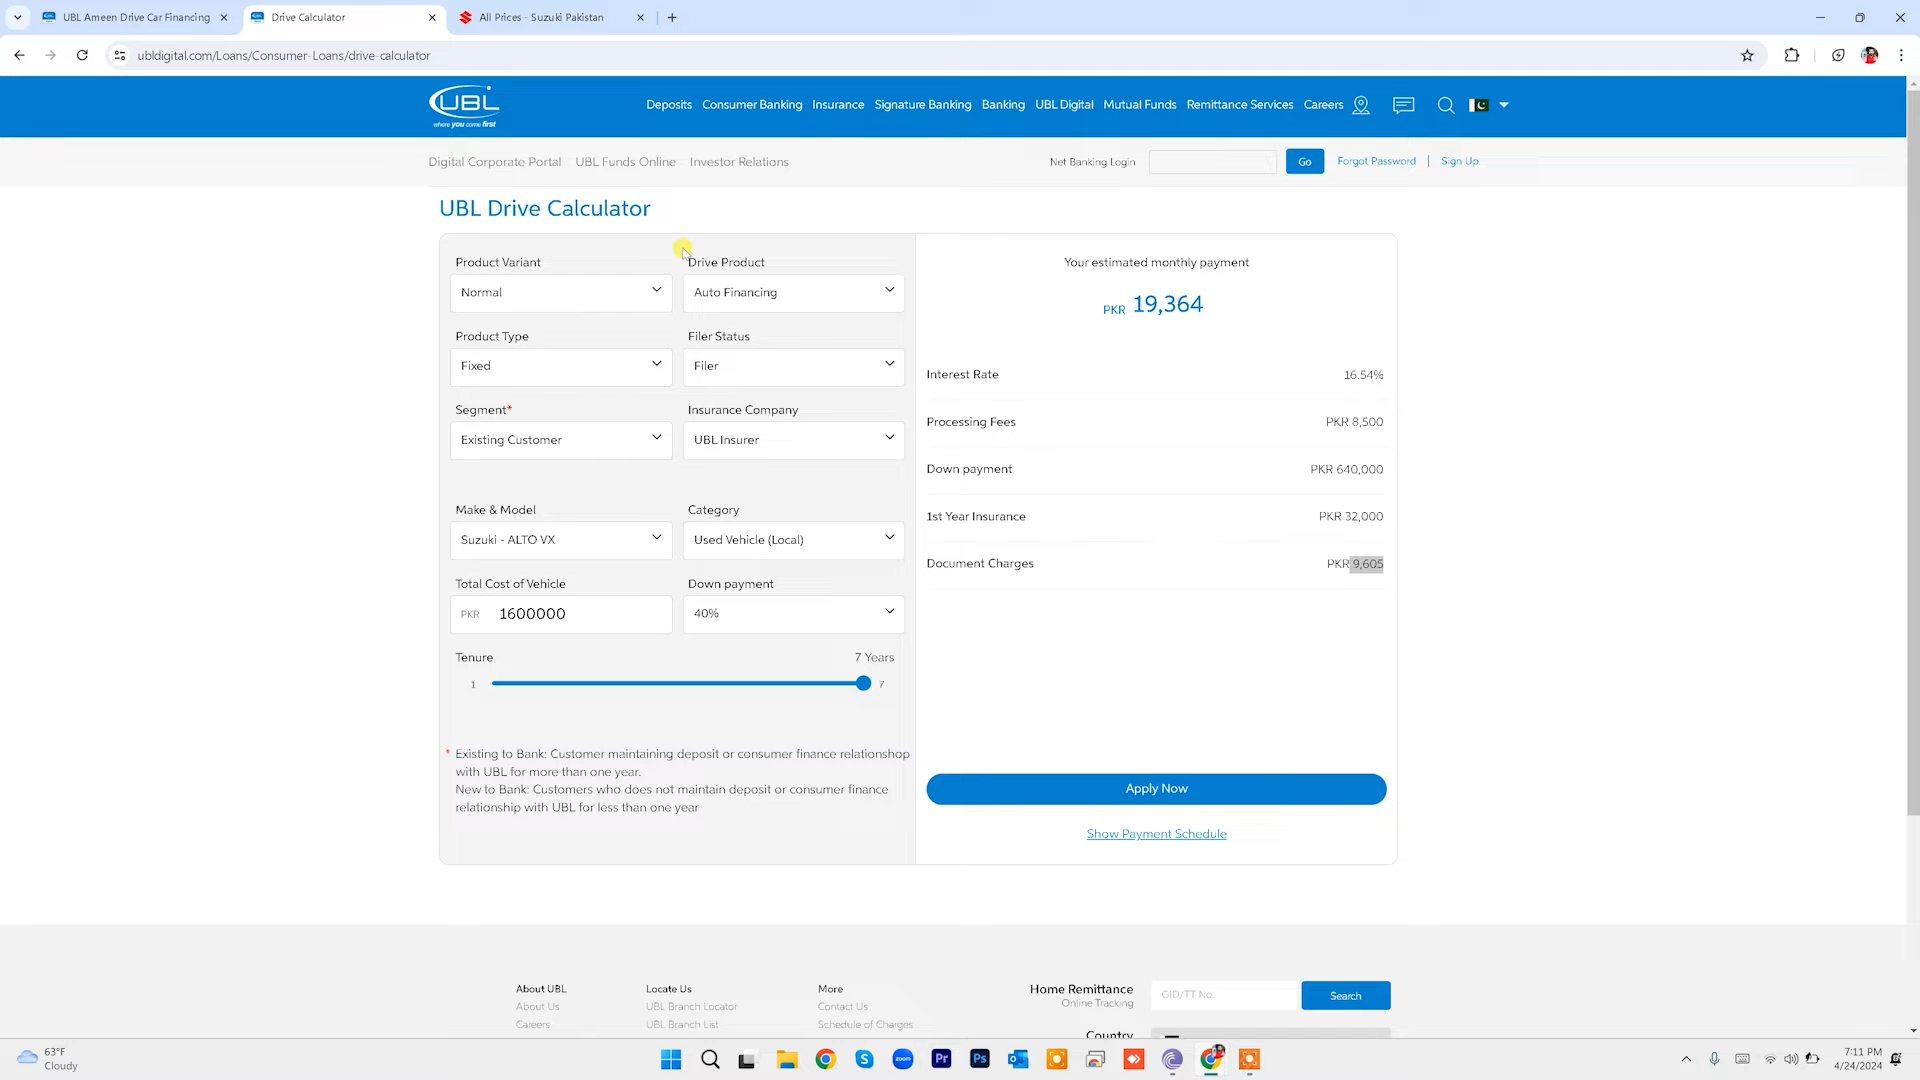 UBL Ameen Drive Car Financing
Drive Calculator
All Prices - Suzuki Pakistan
ubldigital.com/Loans/Consumer-Loans/drive-calculator
UBL
where you come first
Deposits Consumer Banking Insurance Signature Banking Banking UBL Digital Mutual Funds Remittance Services Careers
Digital Corporate Portal UBL Funds Online Investor Relations
Net Banking Login Go Forgot Password | Sign Up
UBL Drive Calculator
Product Variant Drive Product
Normal Auto Financing
Product Type Filer Status
Fixed Filer
Segment* Insurance Company
Existing Customer UBL Insurer
Make & Model Category
Suzuki - ALTO VX Used Vehicle (Local)
Total Cost of Vehicle Down payment
PKR 1600000 40%
Tenure 7 Years
1 7
* Existing to Bank: Customer maintaining deposit or consumer finance relationship
with UBL for more than one year.
New to Bank: Customers who does not maintain deposit or consumer finance
relationship with UBL for less than one year
Your estimated monthly payment
PKR 19,364
Interest Rate 16.54%
Processing Fees PKR 8,500
Down payment PKR 640,000
1st Year Insurance PKR 32,000
Document Charges PKR 9,605
Apply Now
Show Payment Schedule
About UBL Locate Us More
About Us UBL Branch Locator Contact Us
Careers UBL Branch List Schedule of Charges
Home Remittance
Online Tracking
GID/TT No. Search
Country
63°F
Cloudy
zoom
Pr
Ps
7:11 PM
4/24/2024